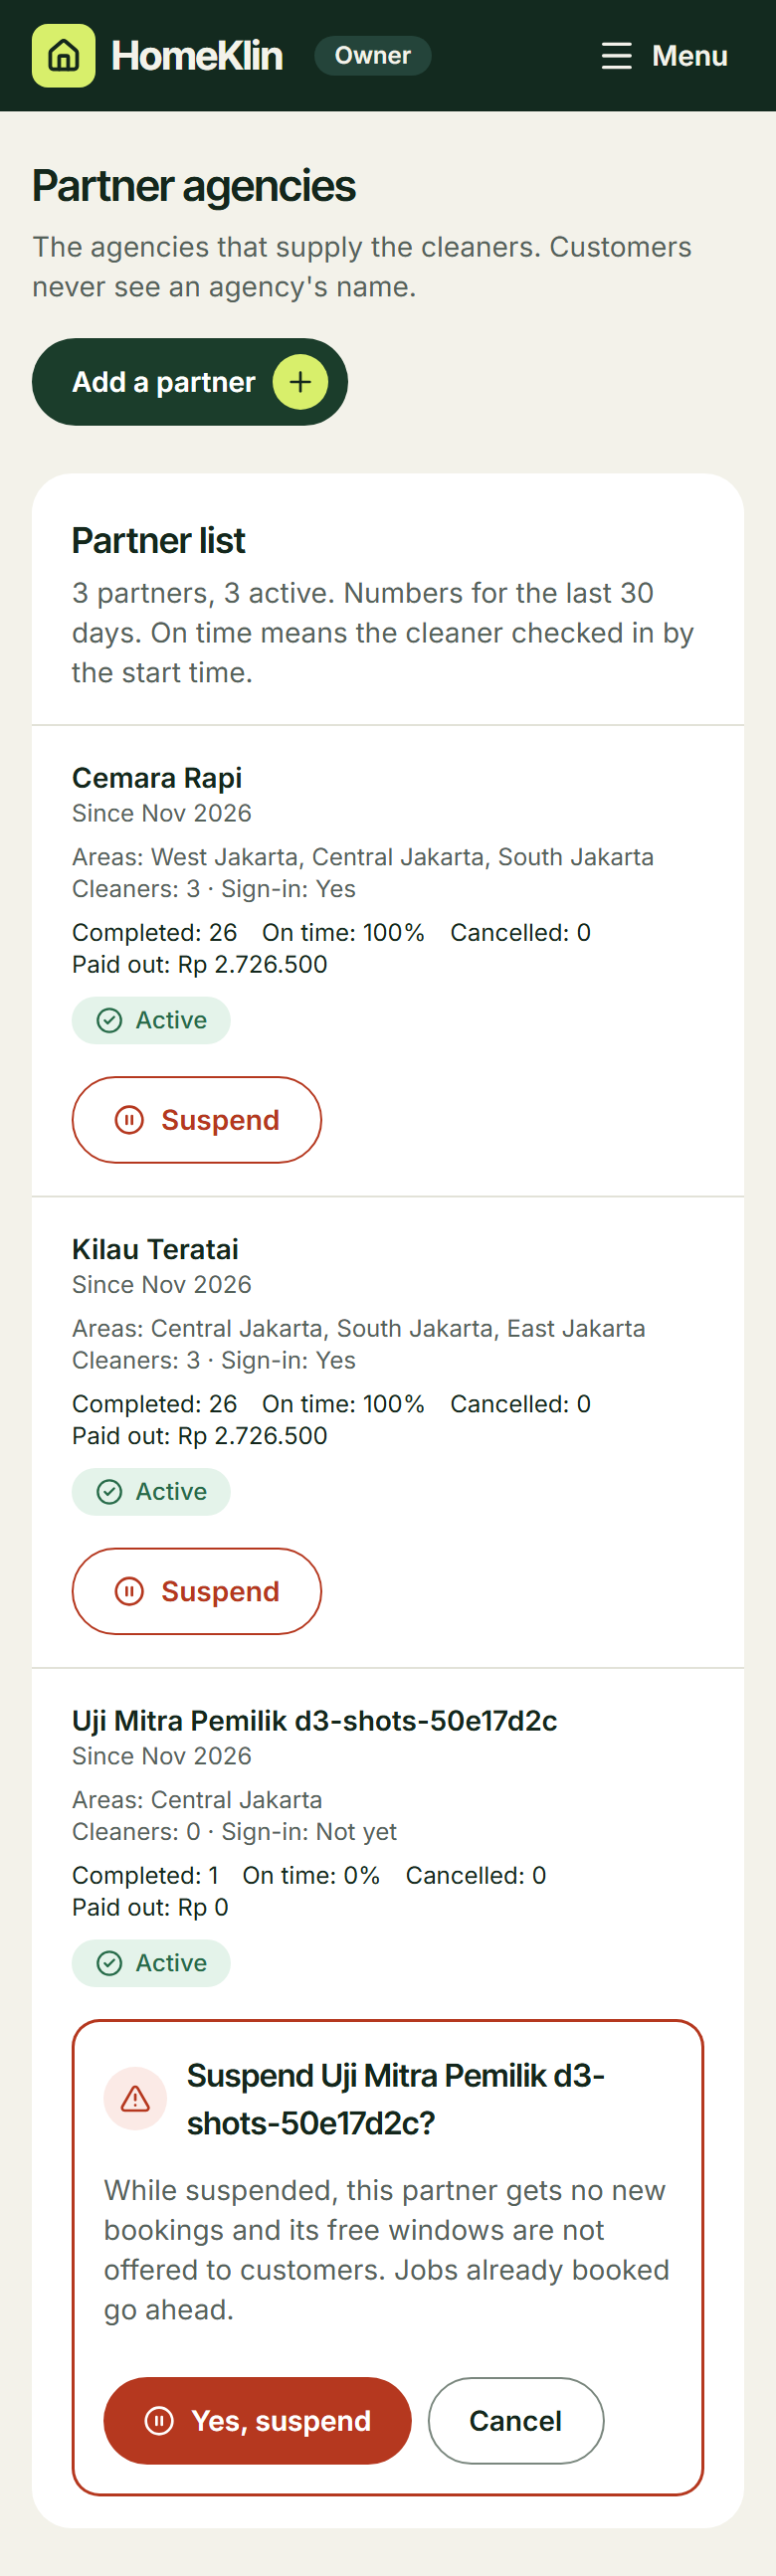 HomeKlin
Owner
Menu
Partner agencies
The agencies that supply the cleaners. Customers
never see an agency's name.
Add a partner
Partner list
3 partners, 3 active. Numbers for the last 30
days. On time means the cleaner checked in by
the start time.
Cemara Rapi
Since Nov 2026
Areas: West Jakarta, Central Jakarta, South Jakarta
Cleaners: 3 · Sign-in: Yes
Completed: 26 On time: 100% Cancelled: 0
Paid out: Rp 2.726.500
Active
Suspend
Kilau Teratai
Since Nov 2026
Areas: Central Jakarta, South Jakarta, East Jakarta
Cleaners: 3 · Sign-in: Yes
Completed: 26 On time: 100% Cancelled: 0
Paid out: Rp 2.726.500
Active
Suspend
Uji Mitra Pemilik d3-shots-50e17d2c
Since Nov 2026
Areas: Central Jakarta
Cleaners: 0 · Sign-in: Not yet
Completed: 1 On time: 0% Cancelled: 0
Paid out: Rp 0
Active
Suspend Uji Mitra Pemilik d3-
shots-50e17d2c?
While suspended, this partner gets no new
bookings and its free windows are not
offered to customers. Jobs already booked
go ahead.
Yes, suspend
Cancel